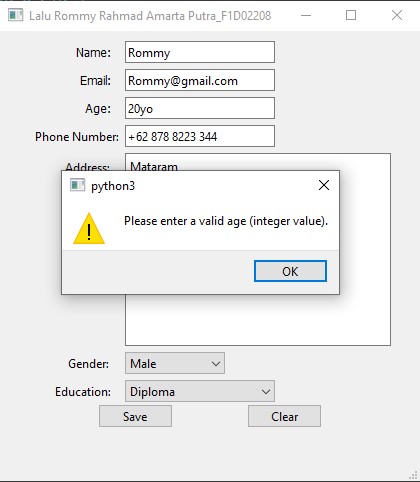 Lalu Rommy Rahmad Amarta Putra_F1D02208
Name: Rommy
Email: Rommy@gmail.com
Age: 20yo
Phone Number: +62 878 8223 344
Address: Mataram
python3
Please enter a valid age (integer value).
OK
Gender: Male
Education: Diploma
Save Clear